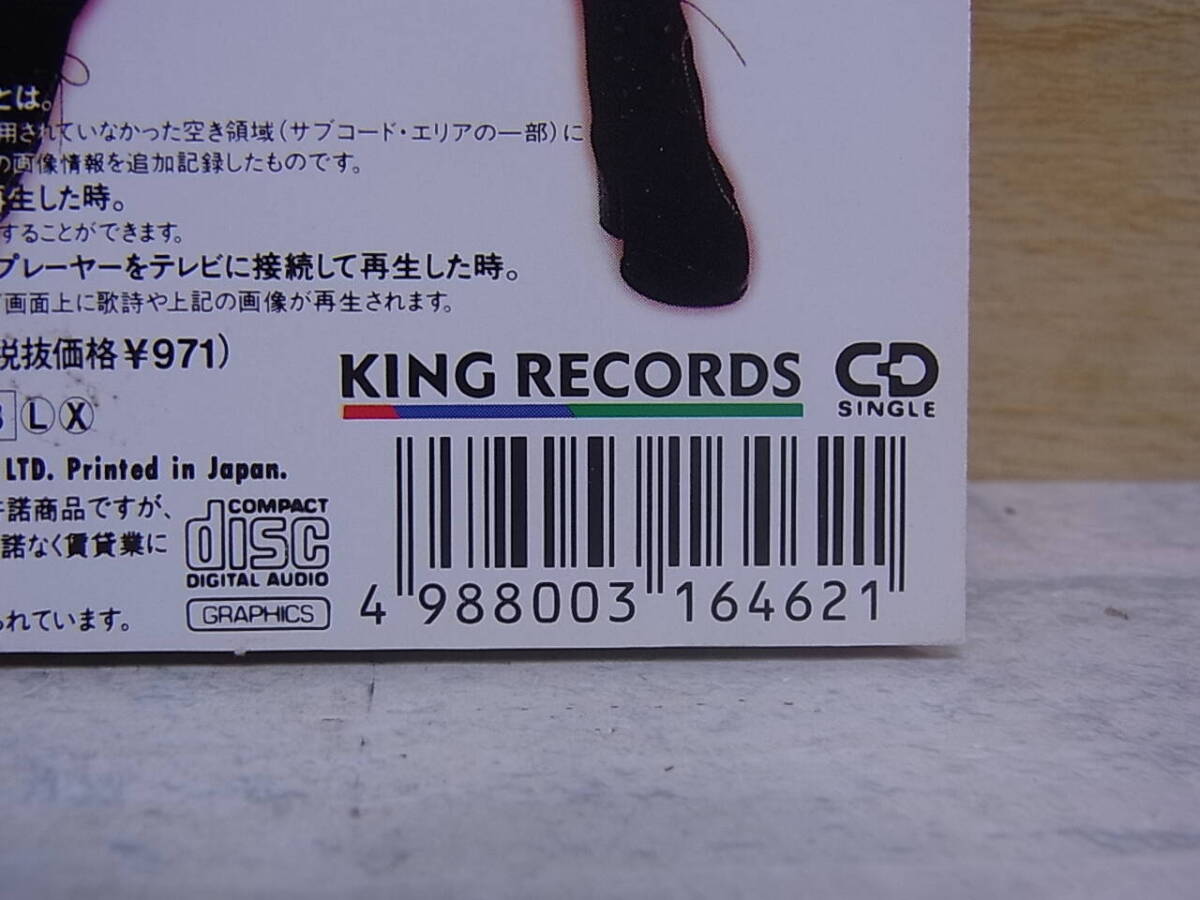 とは。
用されていなかった空き領域(サブコード・エリアの一部)に
の画像情報を追加記録したものです。
再生した時。
することができます。
プレーヤーをテレビに接続して再生した時。
画面上に歌詩や上記の画像が再生されます。
税抜価格¥971)
KING RECORDS
CD
SINGLE
L X
LTD. Printed in Japan.
許諾商品ですが、
諾なく賃貸業に
られています。
COMPACT
disc
DIGITAL AUDIO
GRAPHICS
4 988003 164621